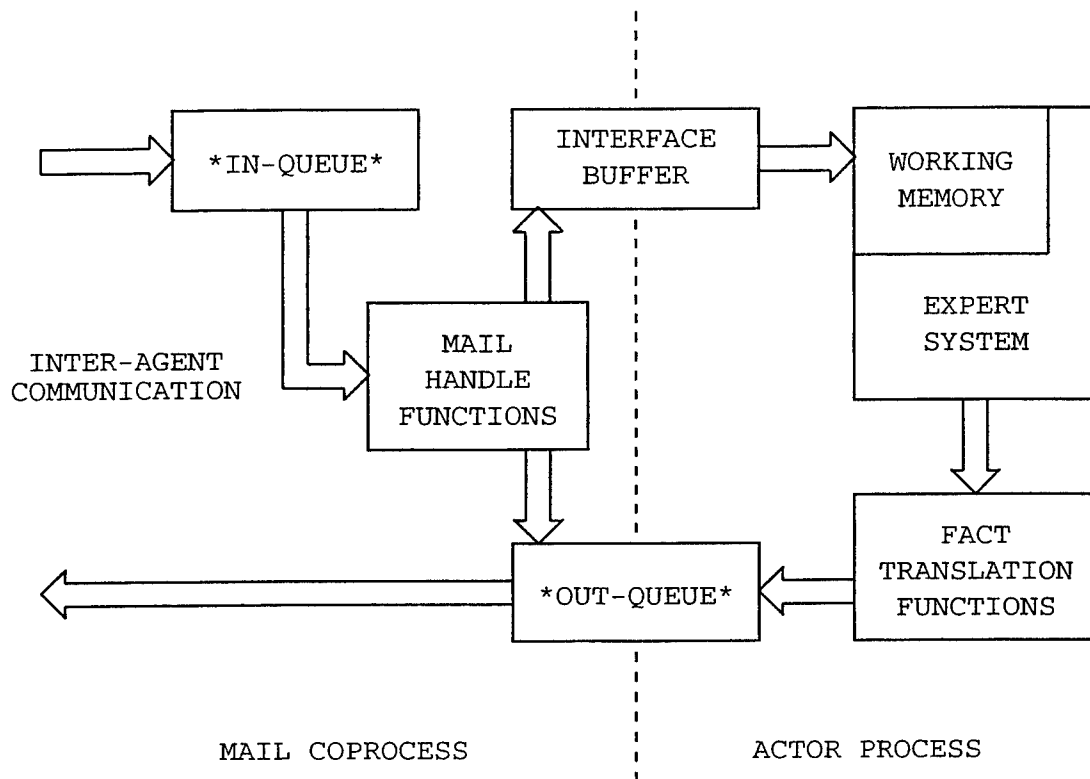 *IN-QUEUE*
INTERFACE
BUFFER
WORKING
MEMORY
EXPERT
SYSTEM
INTER-AGENT
COMMUNICATION
MAIL
HANDLE
FUNCTIONS
*OUT-QUEUE*
FACT
TRANSLATION
FUNCTIONS
MAIL COPROCESS
ACTOR PROCESS